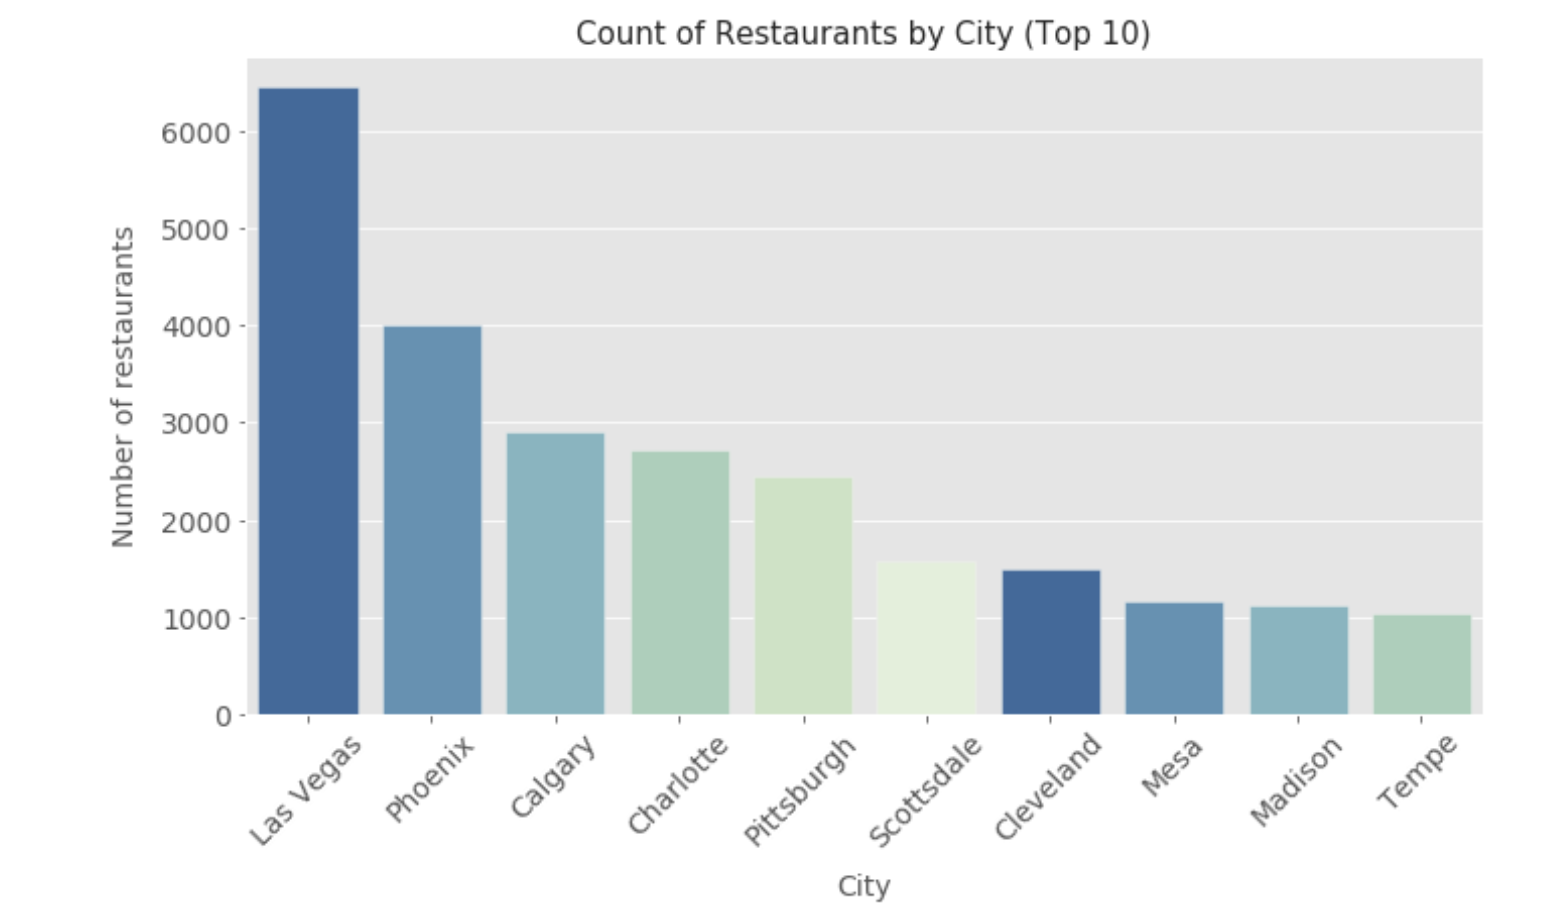 Count of Restaurants by City (Top 10)
Number of restaurants
6000
5000
4000
3000
2000
1000
0
Las Vegas
Phoenix
Calgary
Charlotte
Pittsburgh
Scottsdale
Cleveland
Mesa
Madison
Tempe
City